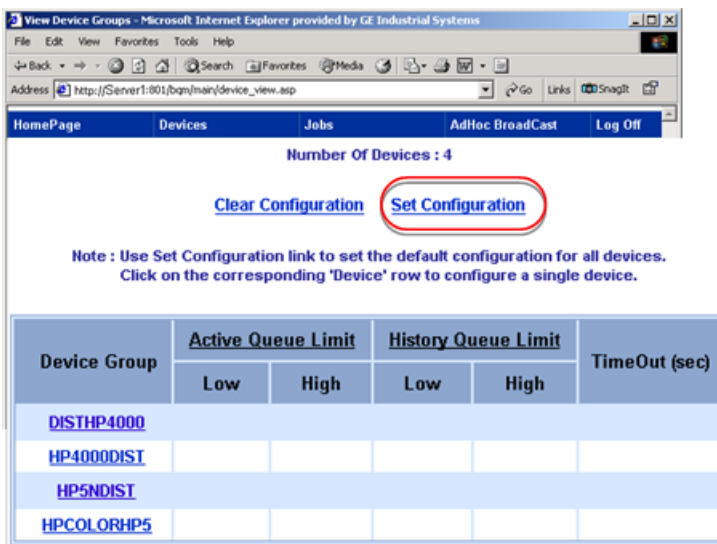 View Device Groups - Microsoft Internet Explorer provided by GE Industrial Systems
File Edit View Favorites Tools Help
Back Search Favorites Media
Address http://Server1:801/bqm/main/device_view.asp Go Links SnagIt
HomePage Devices Jobs AdHoc BroadCast Log Off
Number Of Devices : 4
Clear Configuration Set Configuration
Note : Use Set Configuration link to set the default configuration for all devices.
Click on the corresponding 'Device' row to configure a single device.
Device Group Active Queue Limit History Queue Limit TimeOut (sec)
Low High Low High
DISTHP4000
HP4000DIST
HP5NDIST
HPCOLORHP5